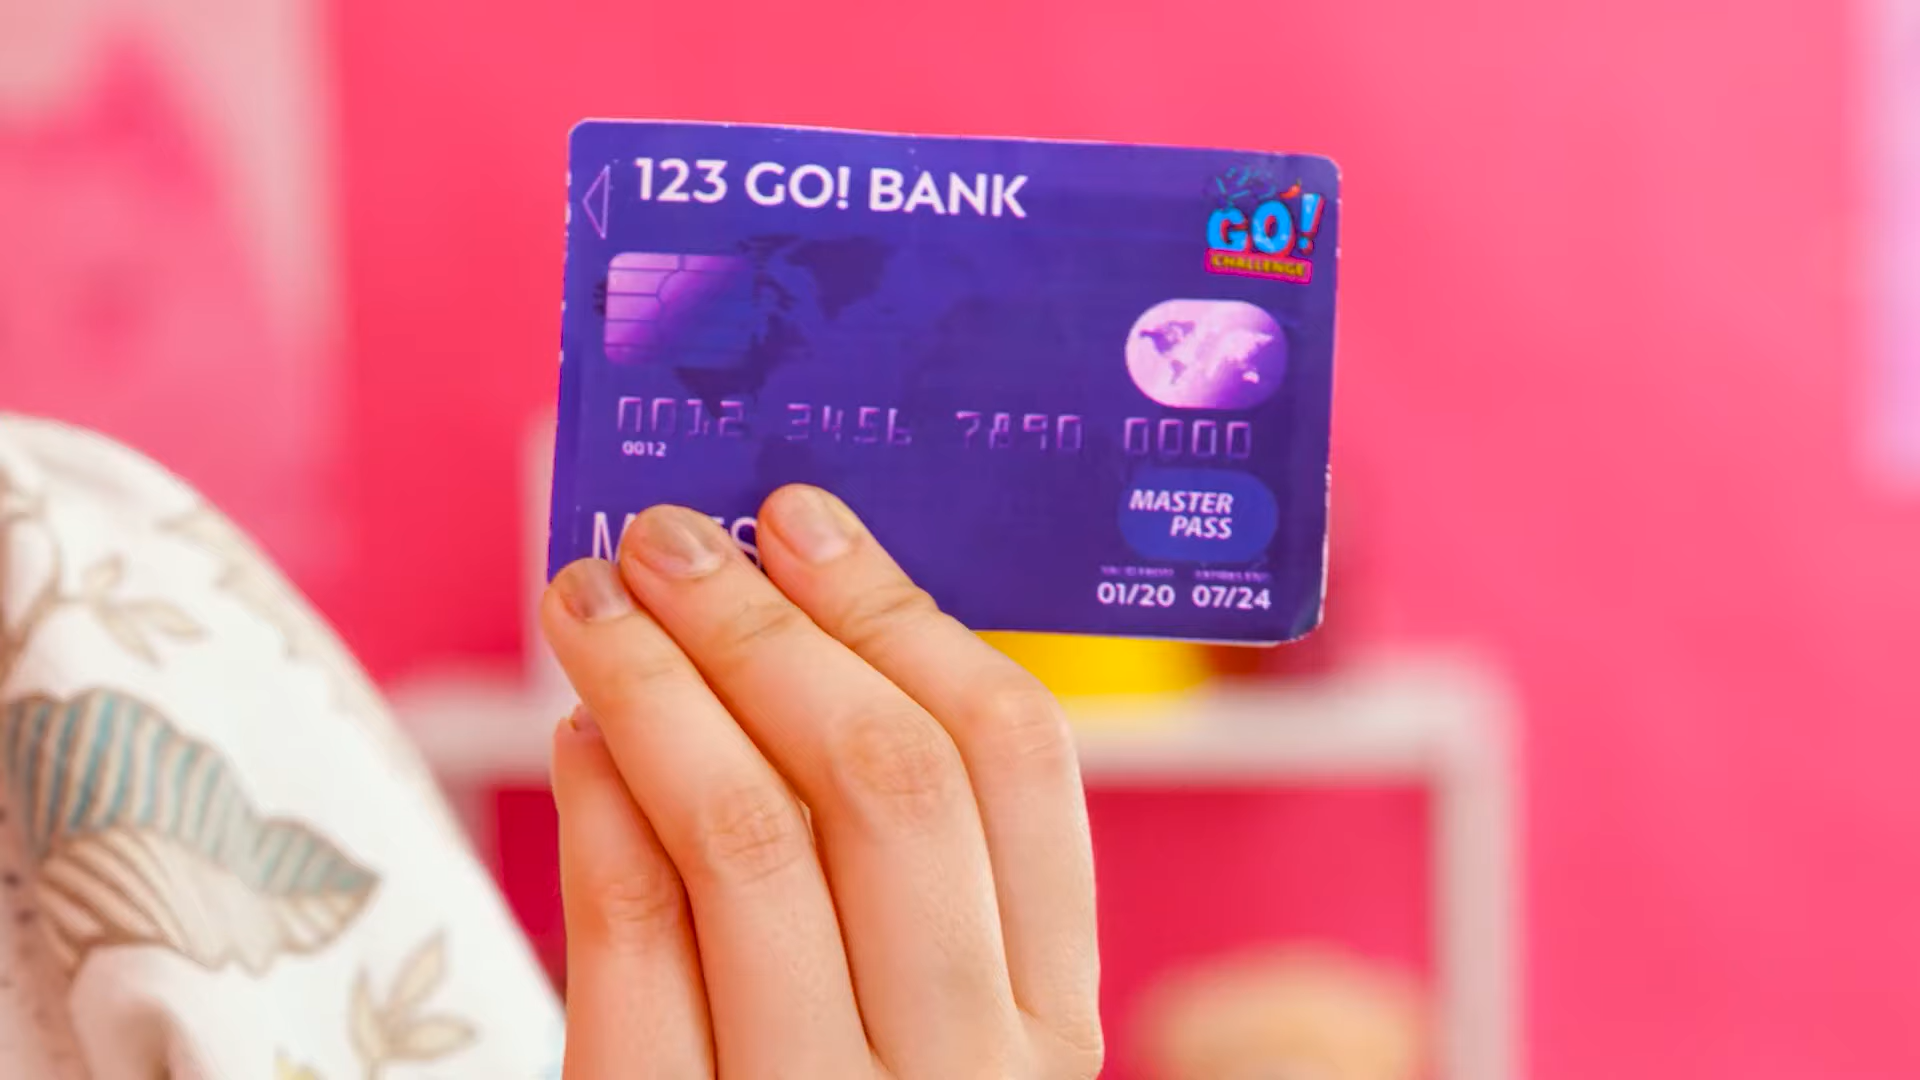 123 GO! BANK
GO!
CHALLENGE
0012 3456 7890 0000
0012
MASTER
PASS
01/20 07/24